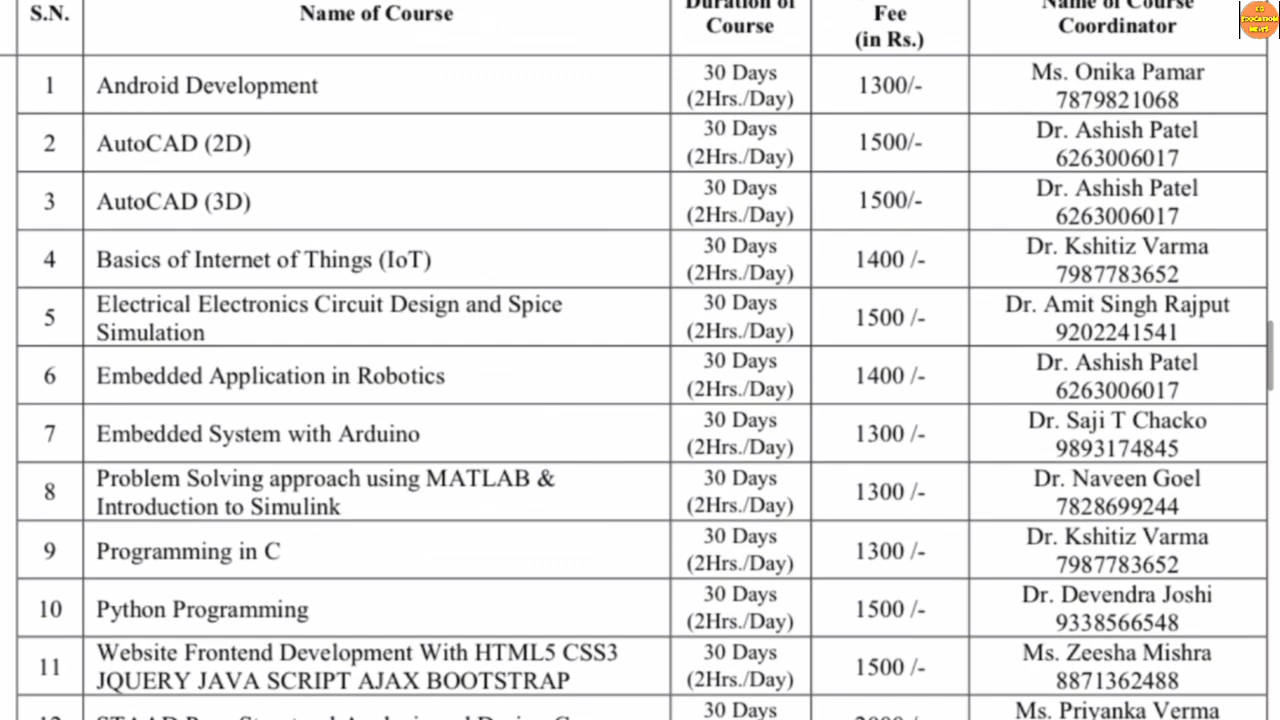 S.N. Name of Course Duration of Course Fee (in Rs.) Name of Course Coordinator
CG EDUCATION NEWS
1 Android Development 30 Days (2Hrs./Day) 1300/- Ms. Onika Pamar 7879821068
2 AutoCAD (2D) 30 Days (2Hrs./Day) 1500/- Dr. Ashish Patel 6263006017
3 AutoCAD (3D) 30 Days (2Hrs./Day) 1500/- Dr. Ashish Patel 6263006017
4 Basics of Internet of Things (IoT) 30 Days (2Hrs./Day) 1400 /- Dr. Kshitiz Varma 7987783652
5 Electrical Electronics Circuit Design and Spice Simulation 30 Days (2Hrs./Day) 1500 /- Dr. Amit Singh Rajput 9202241541
6 Embedded Application in Robotics 30 Days (2Hrs./Day) 1400 /- Dr. Ashish Patel 6263006017
7 Embedded System with Arduino 30 Days (2Hrs./Day) 1300 /- Dr. Saji T Chacko 9893174845
8 Problem Solving approach using MATLAB & Introduction to Simulink 30 Days (2Hrs./Day) 1300 /- Dr. Naveen Goel 7828699244
9 Programming in C 30 Days (2Hrs./Day) 1300 /- Dr. Kshitiz Varma 7987783652
10 Python Programming 30 Days (2Hrs./Day) 1500 /- Dr. Devendra Joshi 9338566548
11 Website Frontend Development With HTML5 CSS3 JQUERY JAVA SCRIPT AJAX BOOTSTRAP 30 Days (2Hrs./Day) 1500 /- Ms. Zeesha Mishra 8871362488
30 Days Ms. Priyanka Verma